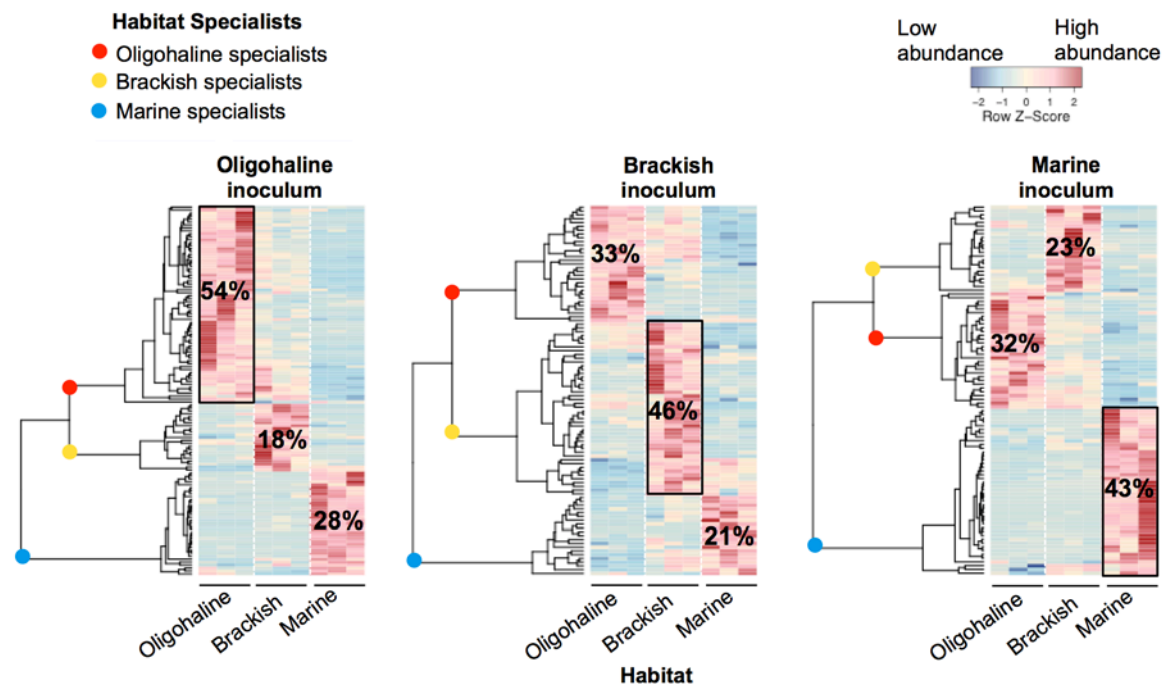 Habitat Specialists
Oligohaline specialists
Brackish specialists
Marine specialists
Low abundance
High abundance
−2 −1 0 1 2
Row Z−Score
Oligohaline inoculum
54%
18%
28%
Oligohaline
Brackish
Marine
Brackish inoculum
33%
46%
21%
Oligohaline
Brackish
Marine
Marine inoculum
23%
32%
43%
Oligohaline
Brackish
Marine
Habitat